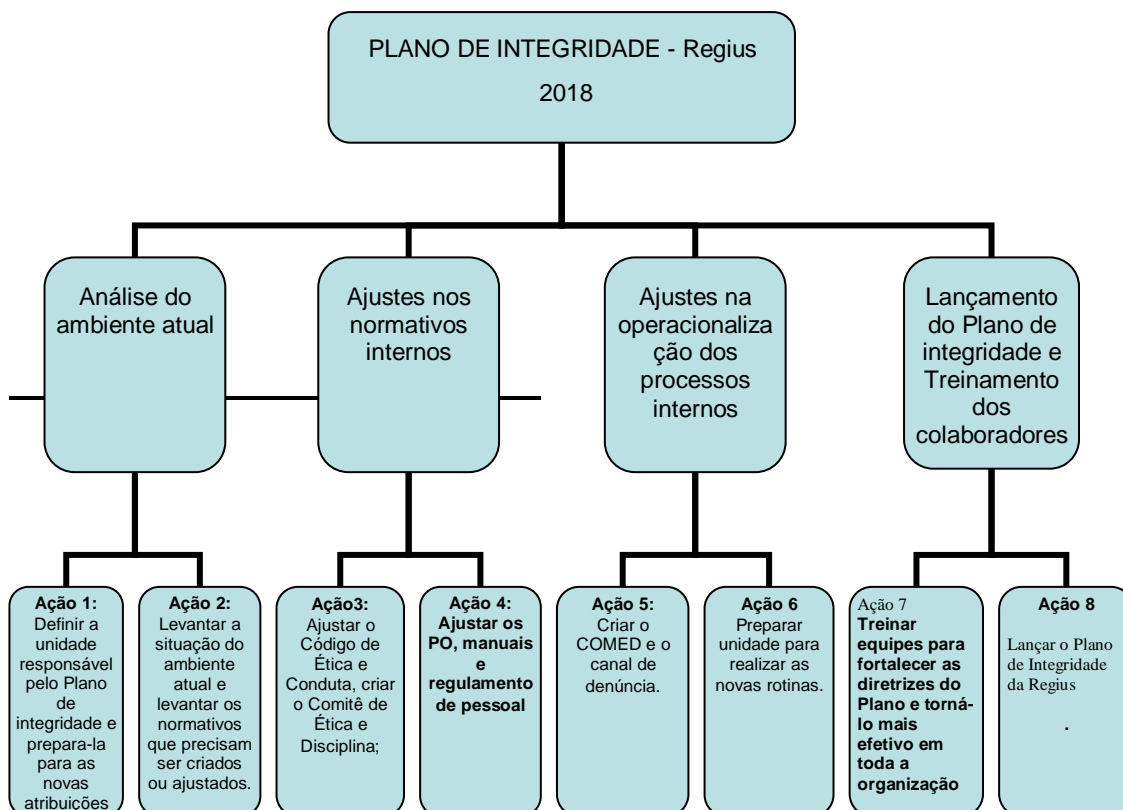 PLANO DE INTEGRIDADE - Regius
2018
Análise do
ambiente atual
Ajustes nos
normativos
internos
Ajustes na
operacionaliza
ção dos
processos
internos
Lançamento
do Plano de
integridade e
Treinamento
dos
colaboradores
Ação 1:
Definir a
unidade
responsável
pelo Plano
de
integridade e
prepara-la
para as
novas
atribuições
Ação 2:
Levantar a
situação do
ambiente
atual e
levantar os
normativos
que precisam
ser criados
ou ajustados.
Ação3:
Ajustar o
Código de
Ética e
Conduta, criar
o Comitê de
Ética e
Disciplina;
Ação 4:
Ajustar os
PO, manuais
e
regulamento
de pessoal
Ação 5:
Criar o
COMED e o
canal de
denúncia.
Ação 6
Preparar
unidade para
realizar as
novas rotinas.
Ação 7
Treinar
equipes para
fortalecer as
diretrizes do
Plano e torná-
lo mais
efetivo em
toda a
organização
Ação 8
Lançar o Plano
de Integridade
da Regius
.